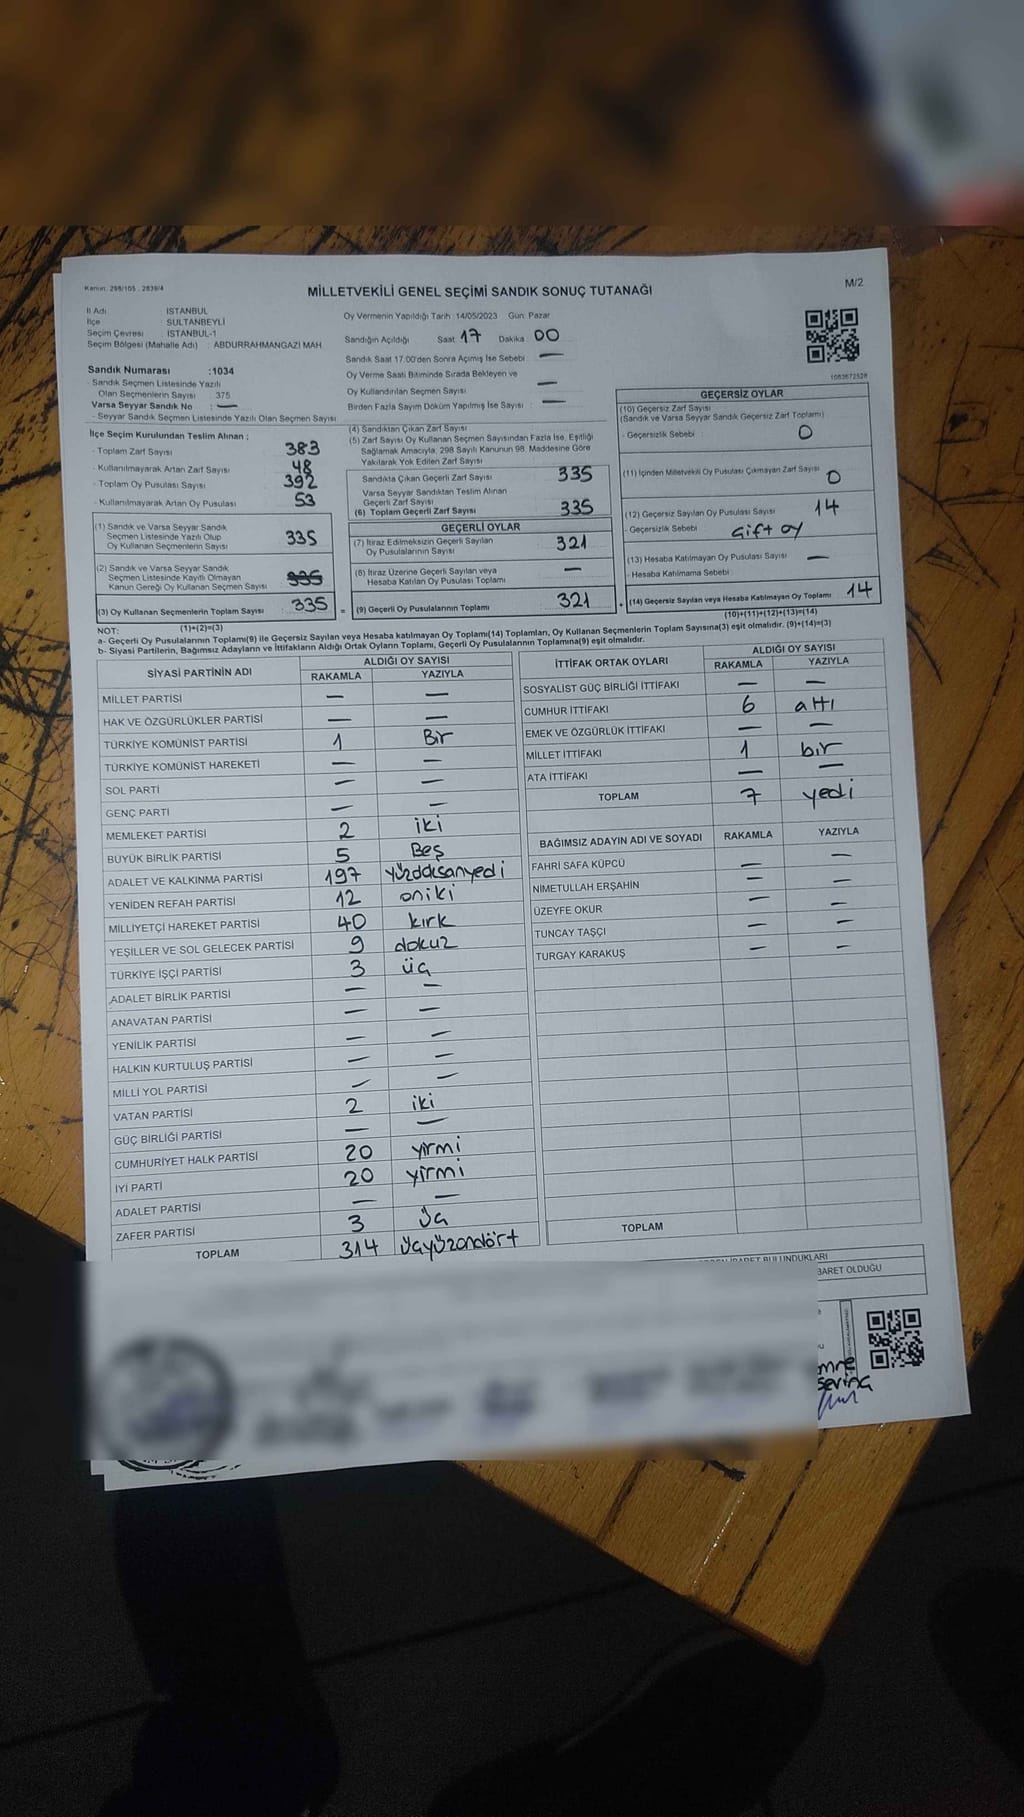 Kanun: 298/105 - 2839/4
M/2
MİLLETVEKİLİ GENEL SEÇİMİ SANDIK SONUÇ TUTANAĞI
İl Adı : İSTANBUL
İlçe : SULTANBEYLİ
Seçim Çevresi : İSTANBUL-1
Seçim Bölgesi (Mahalle Adı) : ABDURRAHMANGAZİ MAH.
Sandık Numarası :1034
- Sandık Seçmen Listesinde Yazılı
Olan Seçmenlerin Sayısı : 375
Varsa Seyyar Sandık No : —
- Seyyar Sandık Seçmen Listesinde Yazılı Olan Seçmen Sayısı
Oy Vermenin Yapıldığı Tarih :14/05/2023 Gün: Pazar
Sandığın Açıldığı Saat: 17 Dakika: 00
Sandık Saat 17:00'den Sonra Açımış İse Sebebi : —
Oy Verme Saati Bitiminde Sırada Bekleyen ve
Oy Kullandırılan Seçmen Sayısı : —
Birden Fazla Sayım Döküm Yapılmış İse Sayısı : —
1083672528
İlçe Seçim Kurulundan Teslim Alınan ;
- Toplam Zarf Sayısı : 383
- Kullanılmayarak Artan Zarf Sayısı : 48
- Toplam Oy Pusulası Sayısı : 392
- Kullanılmayarak Artan Oy Pusulası : 53
(1) Sandık ve Varsa Seyyar Sandık
Seçmen Listesinde Yazılı Olup
Oy Kullanan Seçmenlerin Sayısı : 335
(2) Sandık ve Varsa Seyyar Sandık
Seçmen Listesinde Kayıtlı Olmayan
Kanun Gereği Oy Kullanan Seçmen Sayısı : 335
(3) Oy Kullanan Seçmenlerin Toplam Sayısı : 335 =
(1)+(2)=(3)
(4) Sandıktan Çıkan Zarf Sayısı
(5) Zarf Sayısı Oy Kullanan Seçmen Sayısından Fazla İse, Eşitliği
Sağlamak Amacıyla, 298 Sayılı Kanunun 98. Maddesine Göre
Yakılarak Yok Edilen Zarf Sayısı
Sandıkta Çıkan Geçerli Zarf Sayısı : 335
Varsa Seyyar Sandıktan Teslim Alınan
Geçerli Zarf Sayısı
(6) Toplam Geçerli Zarf Sayısı : 335
GEÇERLİ OYLAR
(7) İtiraz Edilmeksizin Geçerli Sayılan
Oy Pusulalarının Sayısı : 321
(8) İtiraz Üzerine Geçerli Sayılan veya
Hesaba Katılan Oy Pusulası Toplamı : —
(9) Geçerli Oy Pusulalarının Toplamı : 321 +
GEÇERSİZ OYLAR
(10) Geçersiz Zarf Sayısı
(Sandık ve Varsa Seyyar Sandık Geçersiz Zarf Toplamı)
- Geçersizlik Sebebi : 0
(11) İçinden Milletvekili Oy Pusulası Çıkmayan Zarf Sayısı : 0
(12) Geçersiz Sayılan Oy Pusulası Sayısı : 14
- Geçersizlik Sebebi : Çift oy
(13) Hesaba Katılmayan Oy Pusulası Sayısı : —
- Hesaba Katılmama Sebebi :
(14) Geçersiz Sayılan veya Hesaba Katılmayan Oy Toplamı : 14
(10)+(11)+(12)+(13)=(14)
NOT:
a- Geçerli Oy Pusulalarının Toplamı(9) ile Geçersiz Sayılan veya Hesaba katılmayan Oy Toplamı(14) Toplamları, Oy Kullanan Seçmenlerin Toplam Sayısına(3) eşit olmalıdır. (9)+(14)=(3)
b- Siyasi Partilerin, Bağımsız Adayların ve İttifakların Aldığı Ortak Oyların Toplamı, Geçerli Oy Pusulalarının Toplamına(9) eşit olmalıdır.
SİYASİ PARTİNİN ADI ALDIĞI OY SAYISI
RAKAMLA YAZIYLA
MİLLET PARTİSİ — —
HAK VE ÖZGÜRLÜKLER PARTİSİ — —
TÜRKİYE KOMÜNİST PARTİSİ 1 Bir
TÜRKİYE KOMÜNİST HAREKETİ — —
SOL PARTİ — —
GENÇ PARTİ — —
MEMLEKET PARTİSİ 2 iki
BÜYÜK BİRLİK PARTİSİ 5 Beş
ADALET VE KALKINMA PARTİSİ 197 yüzdoksanyedi
YENİDEN REFAH PARTİSİ 12 oniki
MİLLİYETÇİ HAREKET PARTİSİ 40 kırk
YEŞİLLER VE SOL GELECEK PARTİSİ 9 dokuz
TÜRKİYE İŞÇİ PARTİSİ 3 üç
ADALET BİRLİK PARTİSİ — —
ANAVATAN PARTİSİ — —
YENİLİK PARTİSİ — —
HALKIN KURTULUŞ PARTİSİ — —
MİLLİ YOL PARTİSİ — —
VATAN PARTİSİ 2 iki
GÜÇ BİRLİĞİ PARTİSİ — —
CUMHURİYET HALK PARTİSİ 20 yirmi
İYİ PARTİ 20 yirmi
ADALET PARTİSİ — —
ZAFER PARTİSİ 3 üç
TOPLAM 314 üçyüzondört
İTTİFAK ORTAK OYLARI ALDIĞI OY SAYISI
RAKAMLA YAZIYLA
SOSYALİST GÜÇ BİRLİĞİ İTTİFAKI — —
CUMHUR İTTİFAKI 6 altı
EMEK VE ÖZGÜRLÜK İTTİFAKI — —
MİLLET İTTİFAKI 1 bir
ATA İTTİFAKI — —
TOPLAM 7 yedi
BAĞIMSIZ ADAYIN ADI VE SOYADI RAKAMLA YAZIYLA
FAHRİ SAFA KÜPCÜ — —
NİMETULLAH ERŞAHİN — —
ÜZEYFE OKUR — —
TUNCAY TAŞÇI — —
TURGAY KARAKUŞ — —
TOPLAM
BULUNDUKLARI
BARET OLDUĞU